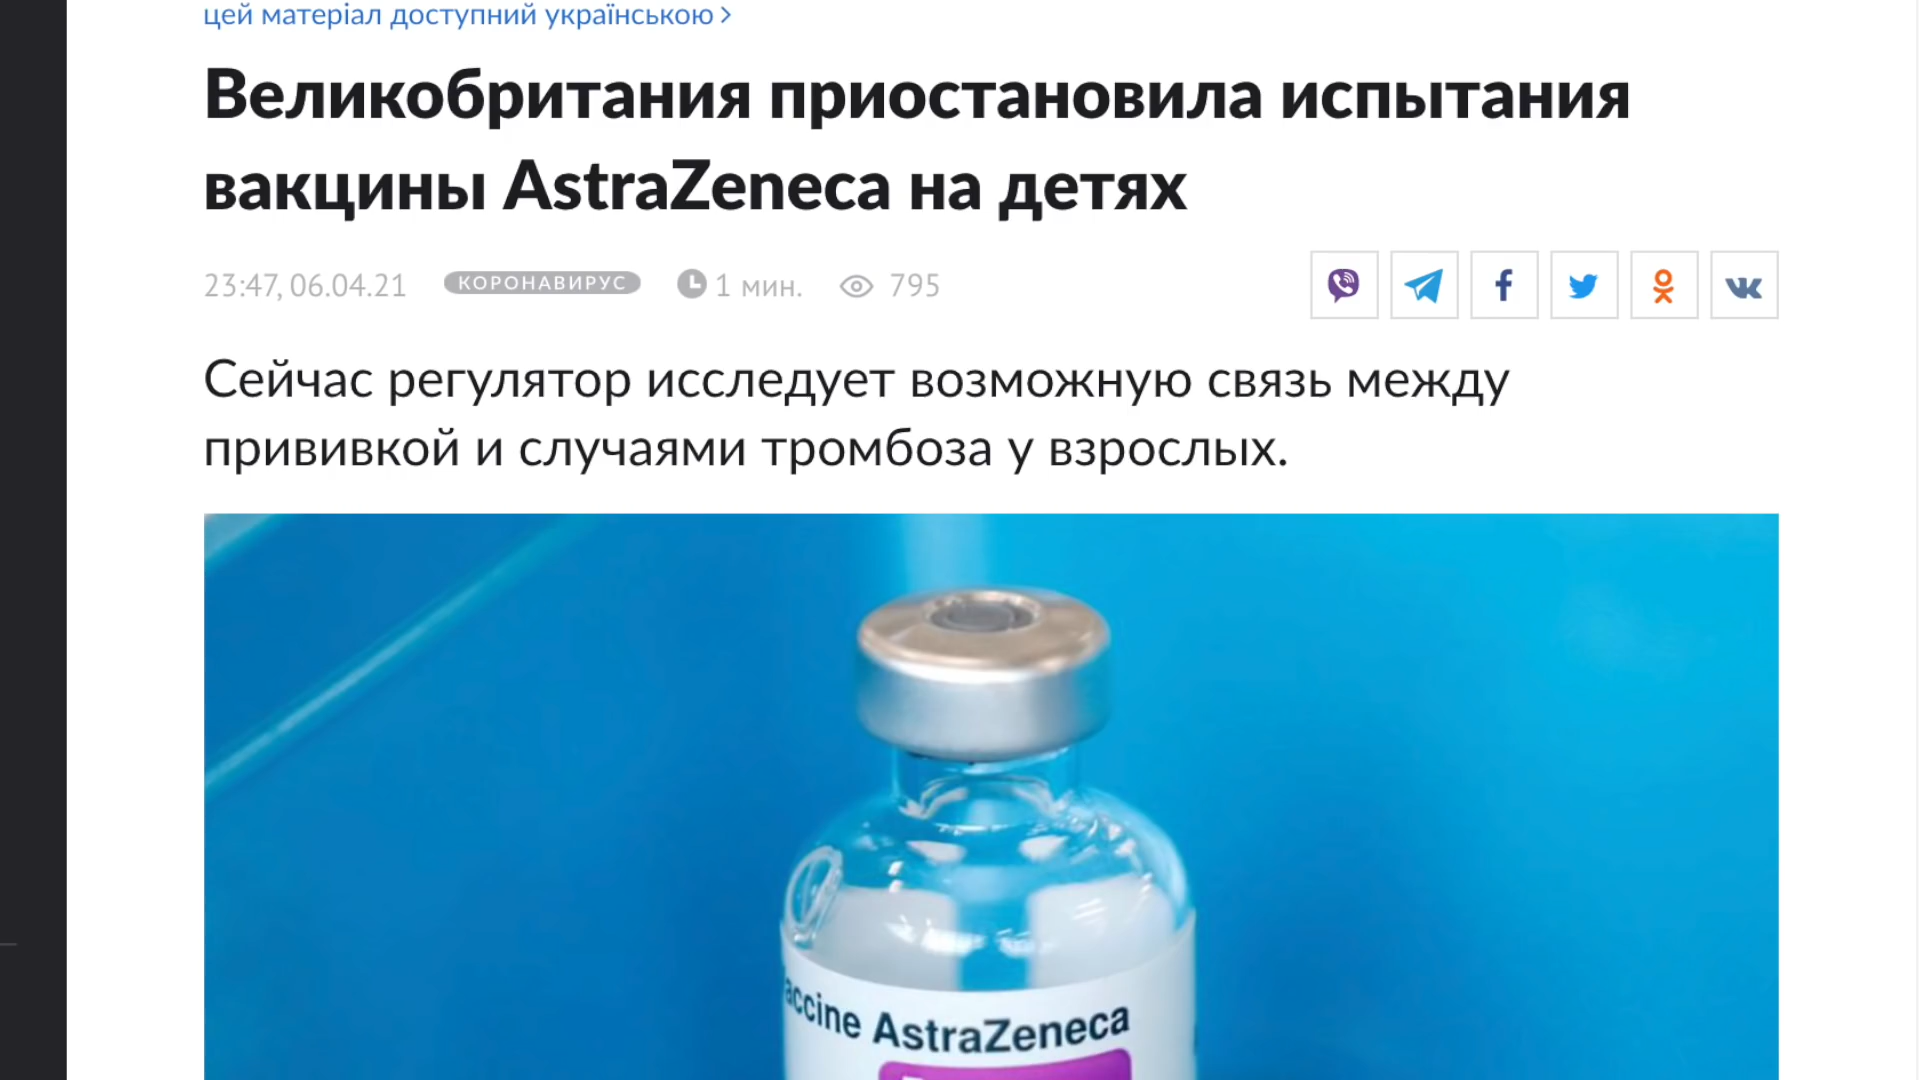 цей матеріал доступний українською >
Великобритания приостановила испытания
вакцины AstraZeneca на детях
23:47, 06.04.21 КОРОНАВИРУС 1 мин. 795
Сейчас регулятор исследует возможную связь между
прививкой и случаями тромбоза у взрослых.
accine AstraZeneca